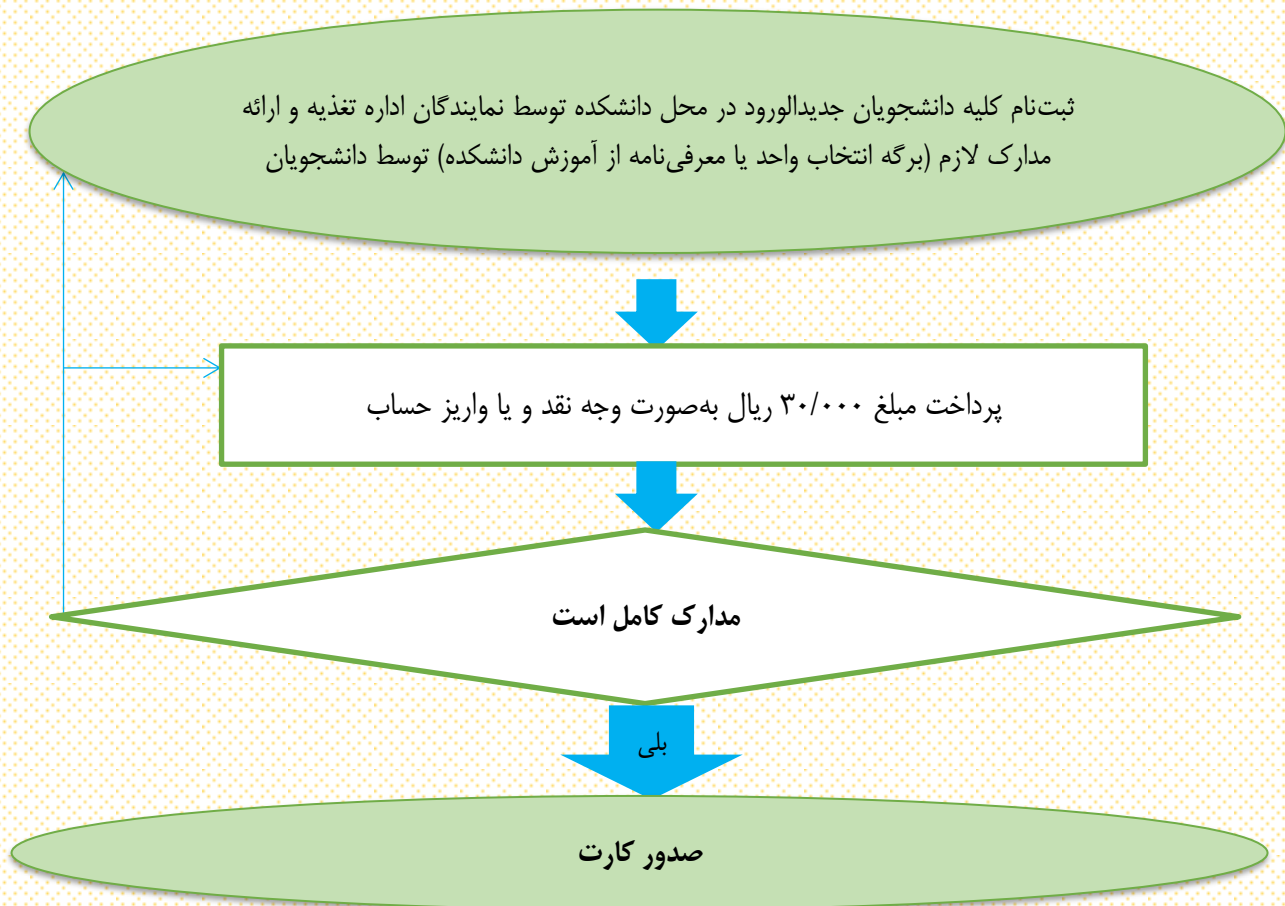 ثبت‌نام کلیه دانشجویان جدیدالورود در محل دانشکده توسط نمایندگان اداره تغذیه و ارائه
مدارک لازم (برگه انتخاب واحد یا معرفی‌نامه از آموزش دانشکده) توسط دانشجویان
پرداخت مبلغ ۳۰/۰۰۰ ریال به‌صورت وجه نقد و یا واریز حساب
مدارک کامل است
بلی
صدور کارت